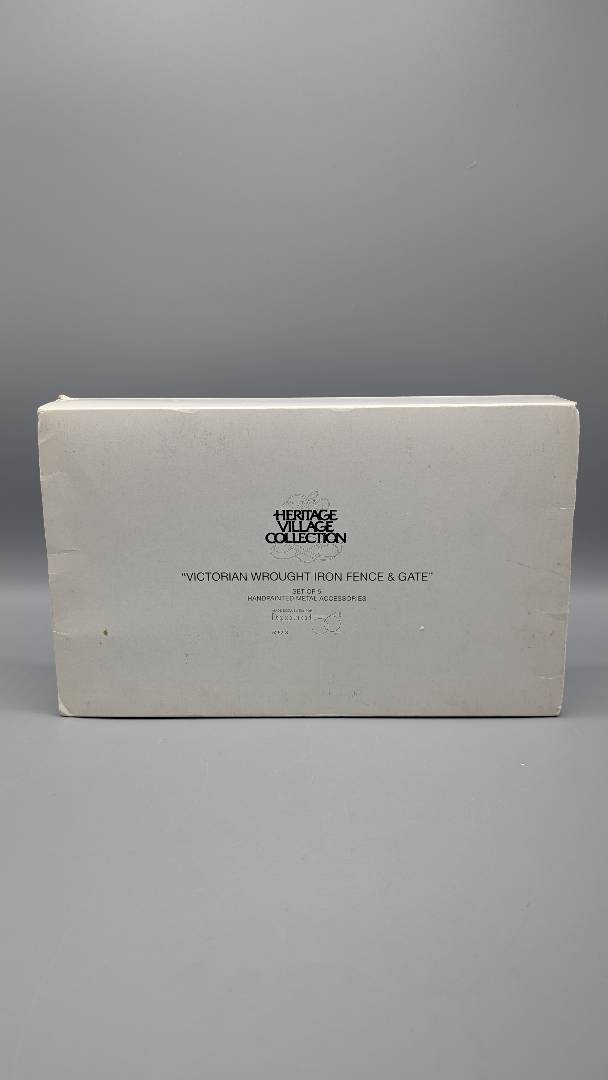 HERITAGE
VILLAGE
COLLECTION
"VICTORIAN WROUGHT IRON FENCE & GATE"
SET OF 5
HANDPAINTED METAL ACCESSORIES